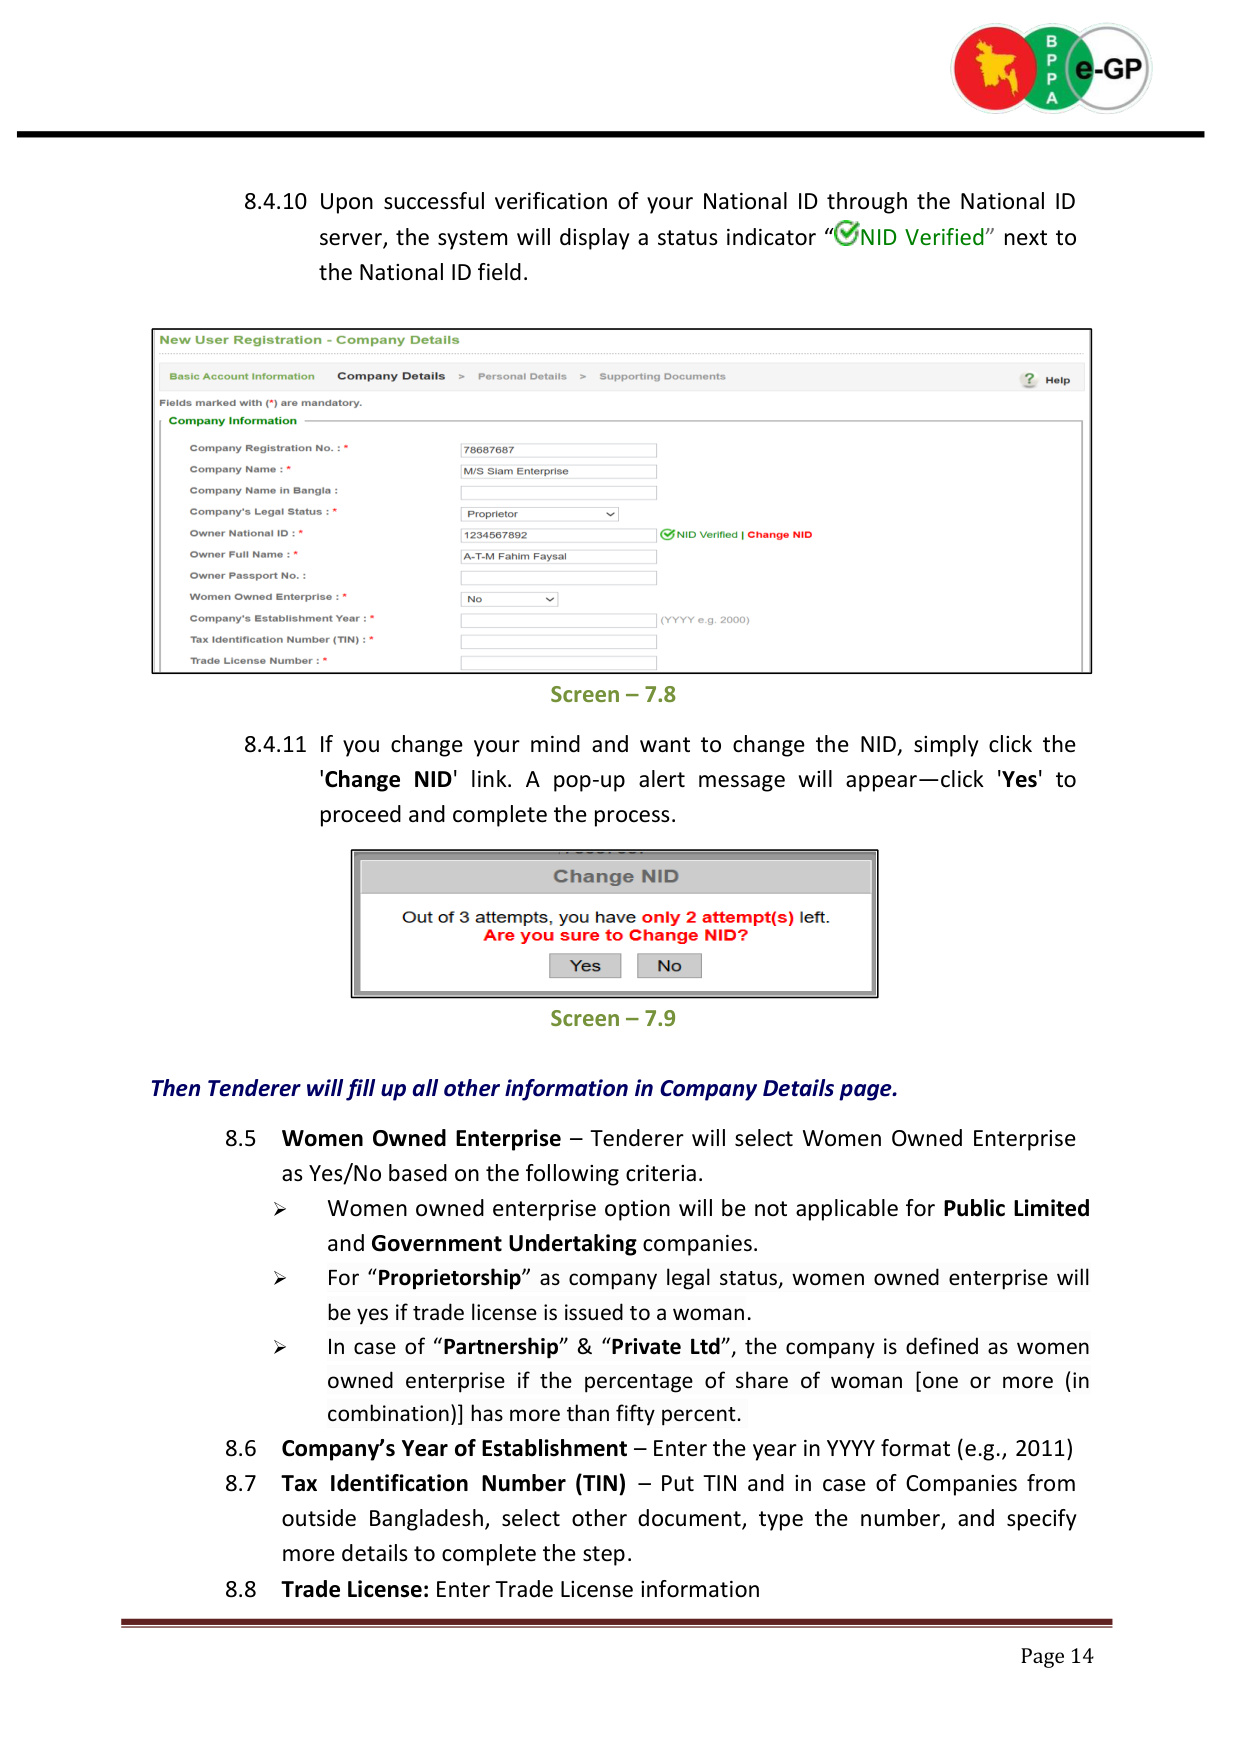 B
P
P
A
e-GP
8.4.10 Upon successful verification of your National ID through the National ID
server, the system will display a status indicator “NID Verified” next to
the National ID field.
New User Registration - Company Details
Basic Account Information Company Details > Personal Details > Supporting Documents
? Help
Fields marked with (*) are mandatory.
Company Information
Company Registration No. : * 78687687
Company Name : * M/S Siam Enterprise
Company Name in Bangla :
Company's Legal Status : * Proprietor
Owner National ID : * 1234567892 NID Verified | Change NID
Owner Full Name : * A-T-M Fahim Faysal
Owner Passport No. :
Women Owned Enterprise : * No
Company's Establishment Year : * (YYYY e.g. 2000)
Tax Identification Number (TIN) : *
Trade License Number : *
Screen – 7.8
8.4.11 If you change your mind and want to change the NID, simply click the
'Change NID' link. A pop-up alert message will appear—click 'Yes' to
proceed and complete the process.
Change NID
Out of 3 attempts, you have only 2 attempt(s) left.
Are you sure to Change NID?
Yes No
Screen – 7.9
Then Tenderer will fill up all other information in Company Details page.
8.5 Women Owned Enterprise – Tenderer will select Women Owned Enterprise
as Yes/No based on the following criteria.
➢ Women owned enterprise option will be not applicable for Public Limited
and Government Undertaking companies.
➢ For “Proprietorship” as company legal status, women owned enterprise will
be yes if trade license is issued to a woman.
➢ In case of “Partnership” & “Private Ltd”, the company is defined as women
owned enterprise if the percentage of share of woman [one or more (in
combination)] has more than fifty percent.
8.6 Company’s Year of Establishment – Enter the year in YYYY format (e.g., 2011)
8.7 Tax Identification Number (TIN) – Put TIN and in case of Companies from
outside Bangladesh, select other document, type the number, and specify
more details to complete the step.
8.8 Trade License: Enter Trade License information
Page 14